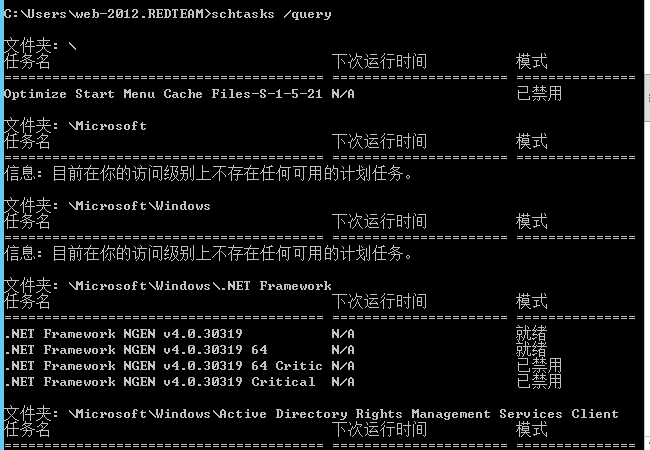 C:\Users\web-2012.REDTEAM>schtasks /query
文件夹: \
任务名 下次运行时间 模式
======================================== ====================== ===============
Optimize Start Menu Cache Files-S-1-5-21 N/A 已禁用
文件夹: \Microsoft
任务名 下次运行时间 模式
======================================== ====================== ===============
信息: 目前在你的访问级别上不存在任何可用的计划任务。
文件夹: \Microsoft\Windows
任务名 下次运行时间 模式
======================================== ====================== ===============
信息: 目前在你的访问级别上不存在任何可用的计划任务。
文件夹: \Microsoft\Windows\.NET Framework
任务名 下次运行时间 模式
======================================== ====================== ===============
.NET Framework NGEN v4.0.30319 N/A 就绪
.NET Framework NGEN v4.0.30319 64 N/A 就绪
.NET Framework NGEN v4.0.30319 64 Critic N/A 已禁用
.NET Framework NGEN v4.0.30319 Critical N/A 已禁用
文件夹: \Microsoft\Windows\Active Directory Rights Management Services Client
任务名 下次运行时间 模式
======================================== ====================== ===============